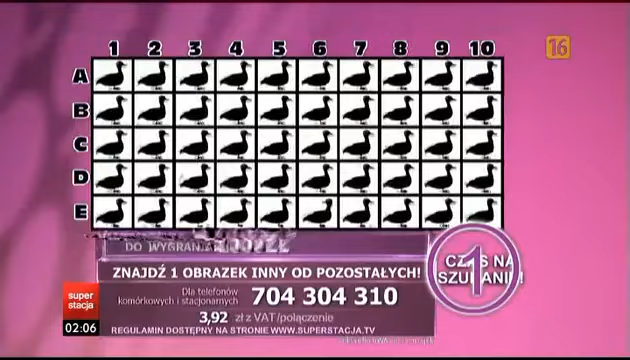 16
1 2 3 4 5 6 7 8 9 10
A
B
C
D
E
DO WYGRANIA
CZAS NA
SZUKANIE!
1
ZNAJDŹ 1 OBRAZEK INNY OD POZOSTAŁYCH!
Dla telefonów
komórkowych i stacjonarnych
704 304 310
3,92 zł z VAT/połączenie
REGULAMIN DOSTĘPNY NA STRONIE WWW.SUPERSTACJA.TV
super
stacja
02:06